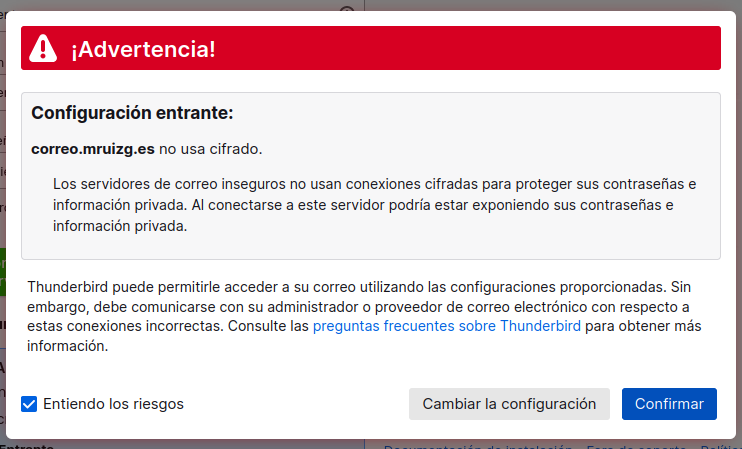 ¡Advertencia!
Configuración entrante:
correo.mruizg.es no usa cifrado.
Los servidores de correo inseguros no usan conexiones cifradas para proteger sus contraseñas e
información privada. Al conectarse a este servidor podría estar exponiendo sus contraseñas e
información privada.
Thunderbird puede permitirle acceder a su correo utilizando las configuraciones proporcionadas. Sin
embargo, debe comunicarse con su administrador o proveedor de correo electrónico con respecto a
estas conexiones incorrectas. Consulte las preguntas frecuentes sobre Thunderbird para obtener más
información.
Entiendo los riesgos
Cambiar la configuración
Confirmar